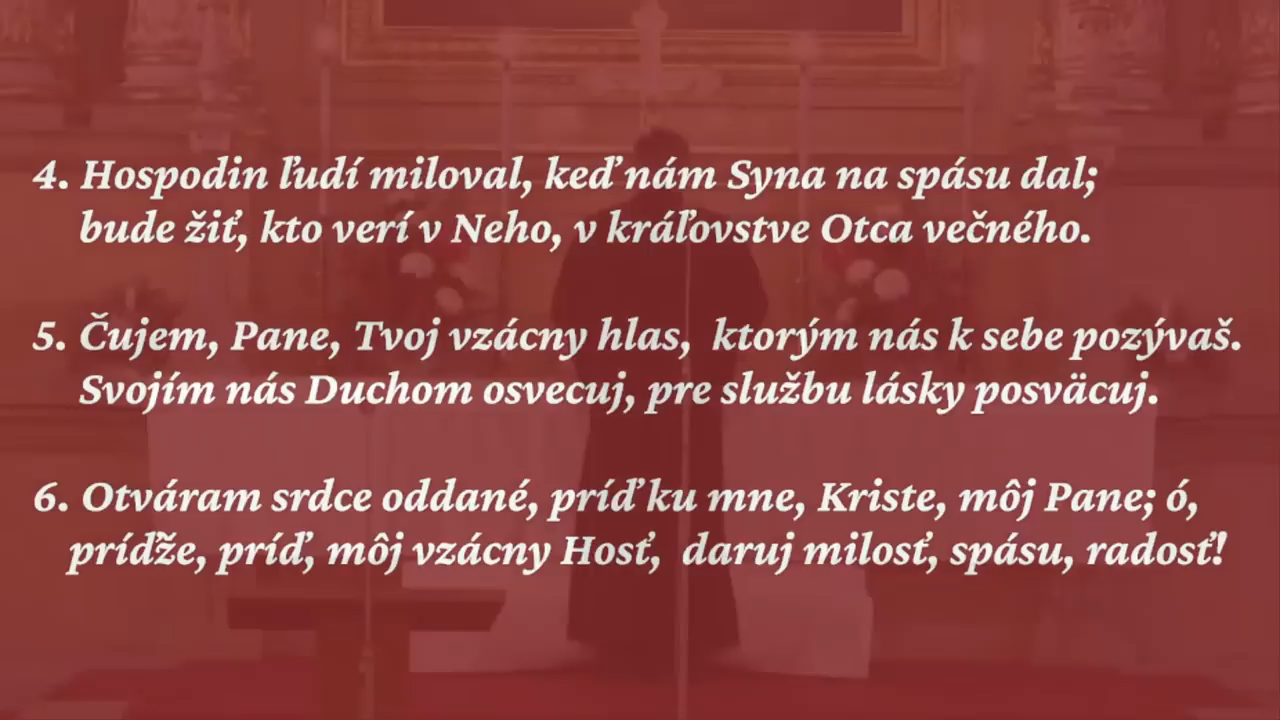 4. Hospodin ľudí miloval, keď nám Syna na spásu dal;
bude žiť, kto verí v Neho, v kráľovstve Otca večného.
5. Čujem, Pane, Tvoj vzácny hlas, ktorým nás k sebe pozývaš.
Svojím nás Duchom osvecuj, pre službu lásky posväcuj.
6. Otváram srdce oddané, príď ku mne, Kriste, môj Pane; ó,
príďže, príď, môj vzácny Hosť, daruj milosť, spásu, radosť!